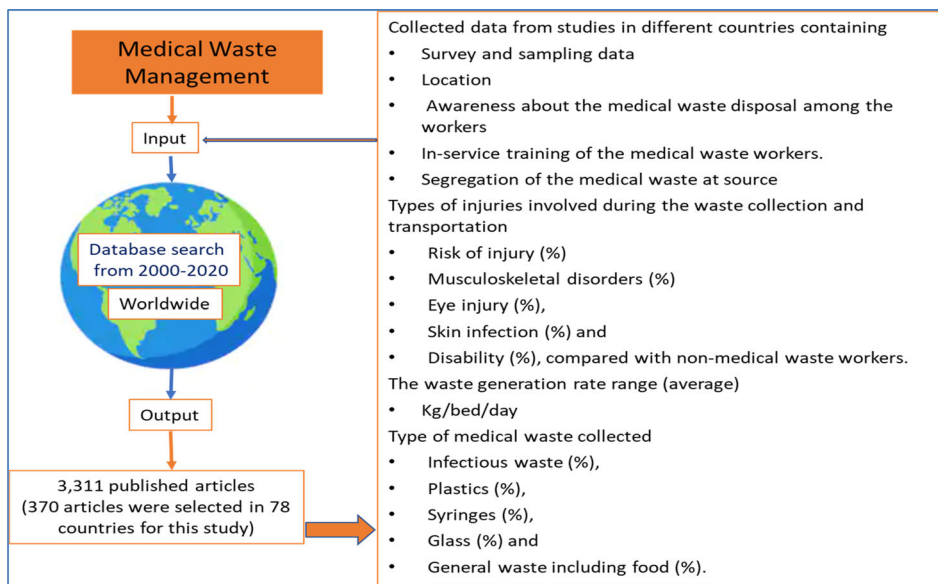 Medical Waste
Management
Input
Database search
from 2000-2020
Worldwide
Output
3,311 published articles
(370 articles were selected in 78
countries for this study)
Collected data from studies in different countries containing
• Survey and sampling data
• Location
• Awareness about the medical waste disposal among the
workers
• In-service training of the medical waste workers.
• Segregation of the medical waste at source
Types of injuries involved during the waste collection and
transportation
• Risk of injury (%)
• Musculoskeletal disorders (%)
• Eye injury (%),
• Skin infection (%) and
• Disability (%), compared with non-medical waste workers.
The waste generation rate range (average)
• Kg/bed/day
Type of medical waste collected
• Infectious waste (%),
• Plastics (%),
• Syringes (%),
• Glass (%) and
• General waste including food (%).